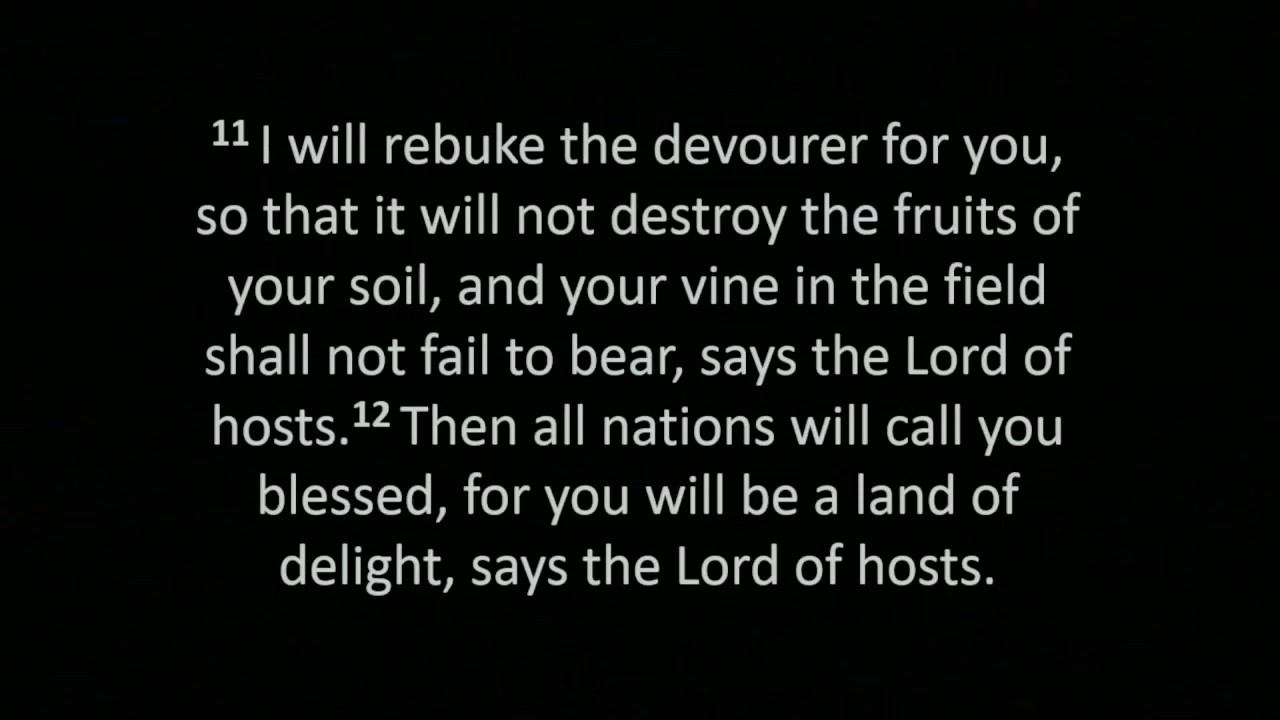 11 I will rebuke the devourer for you,
so that it will not destroy the fruits of
your soil, and your vine in the field
shall not fail to bear, says the Lord of
hosts.12 Then all nations will call you
blessed, for you will be a land of
delight, says the Lord of hosts.